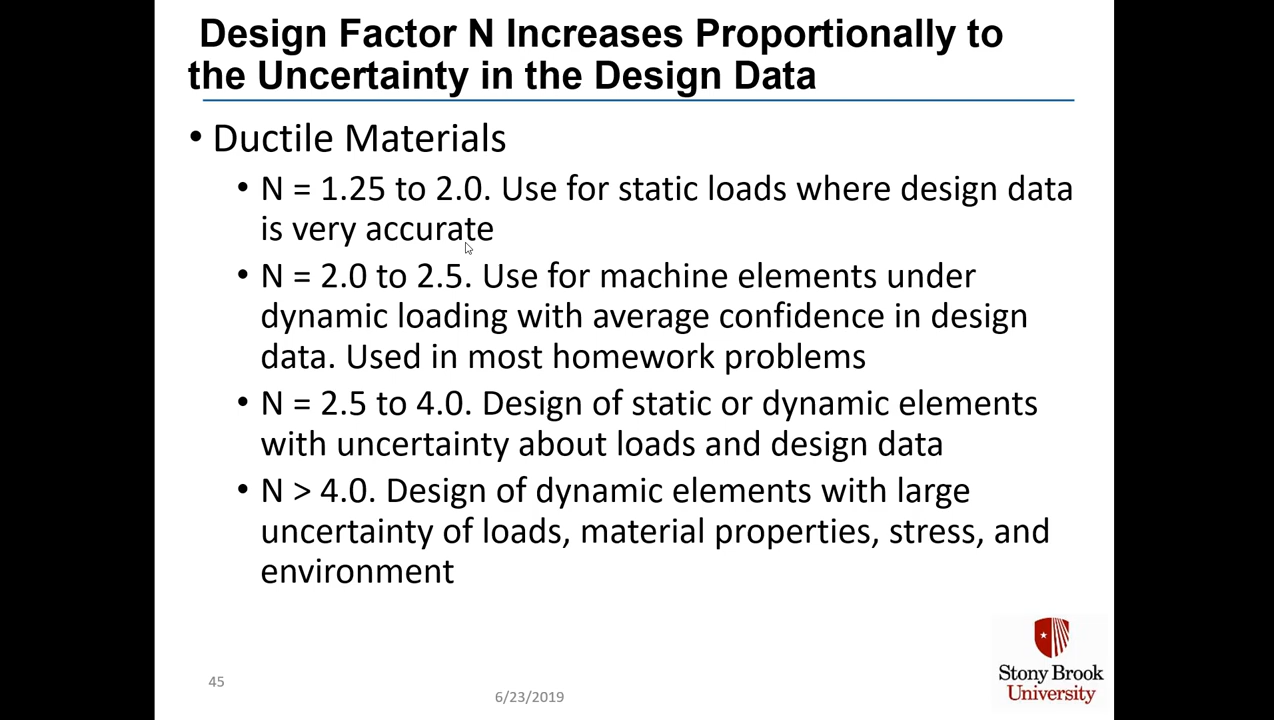 Design Factor N Increases Proportionally to
the Uncertainty in the Design Data
• Ductile Materials
• N = 1.25 to 2.0. Use for static loads where design data
is very accurate
• N = 2.0 to 2.5. Use for machine elements under
dynamic loading with average confidence in design
data. Used in most homework problems
• N = 2.5 to 4.0. Design of static or dynamic elements
with uncertainty about loads and design data
• N > 4.0. Design of dynamic elements with large
uncertainty of loads, material properties, stress, and
environment
45
6/23/2019
Stony Brook
University